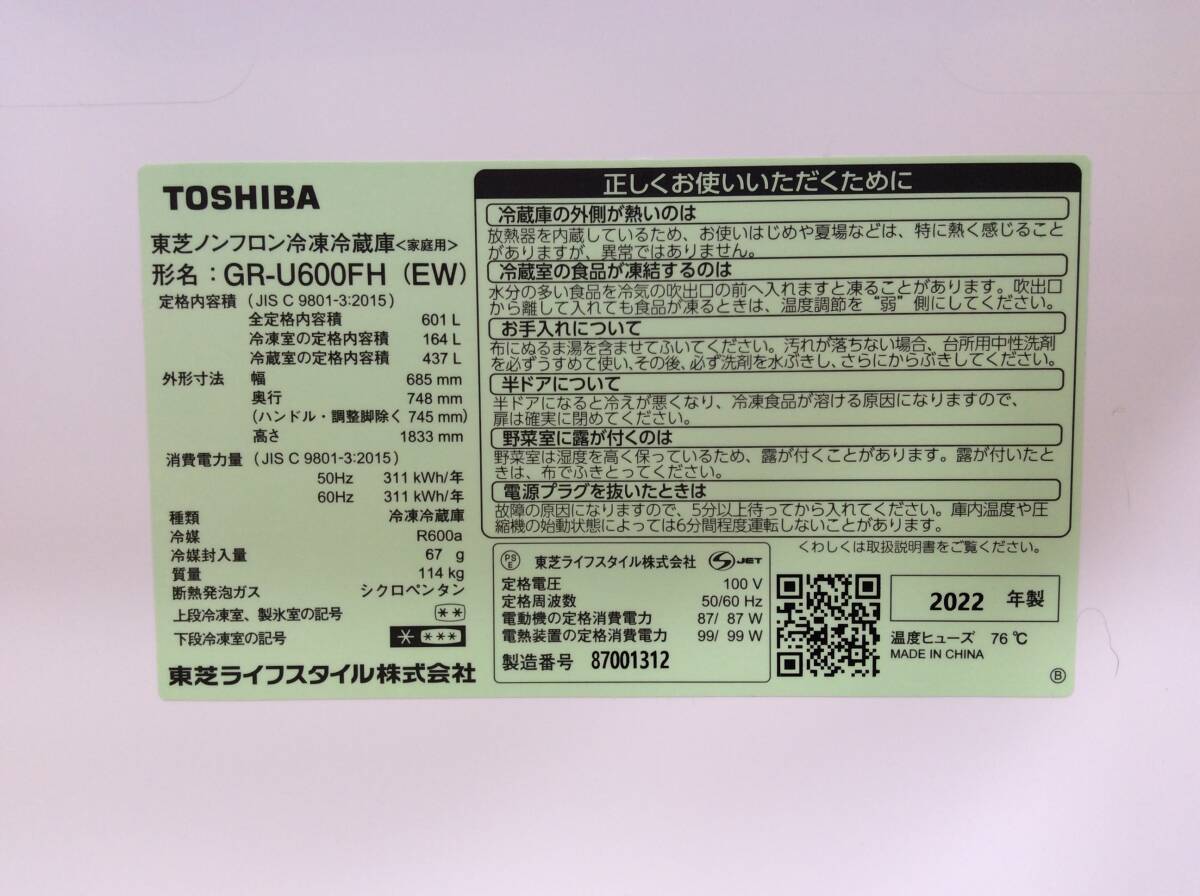 TOSHIBA
東芝ノンフロン冷凍冷蔵庫<家庭用>
形名：GR-U600FH (EW)
定格内容積 (JIS C 9801-3:2015)
全定格内容積 601 L
冷凍室の定格内容積 164 L
冷蔵室の定格内容積 437 L
外形寸法 幅 685 mm
奥行 748 mm
(ハンドル・調整脚除く 745 mm)
高さ 1833 mm
消費電力量 (JIS C 9801-3:2015)
50Hz 311 kWh/年
60Hz 311 kWh/年
種類 冷凍冷蔵庫
冷媒 R600a
冷媒封入量 67 g
質量 114 kg
断熱発泡ガス シクロペンタン
上段冷凍室、製氷室の記号 **
下段冷凍室の記号 * ***
東芝ライフスタイル株式会社
正しくお使いいただくために
冷蔵庫の外側が熱いのは
放熱器を内蔵しているため、お使いはじめや夏場などは、特に熱く感じること
がありますが、異常ではありません。
冷蔵室の食品が凍結するのは
水分の多い食品を冷気の吹出口の前へ入れますと凍ることがあります。吹出口
から離して入れても食品が凍るときは、温度調節を“弱”側にしてください。
お手入れについて
布にぬるま湯を含ませてふいてください。汚れが落ちない場合、台所用中性洗剤
を必ずうすめて使い、その後、必ず洗剤を水ぶきし、さらにからぶきしてください。
半ドアについて
半ドアになると冷えが悪くなり、冷凍食品が溶ける原因になりますので、
扉は確実に閉めてください。
野菜室に露が付くのは
野菜室は湿度を高く保っているため、露が付くことがあります。露が付いたと
きは、布でふきとってください。
電源プラグを抜いたときは
故障の原因になりますので、5分以上待ってから入れてください。庫内温度や圧
縮機の始動状態によっては6分間程度運転しないことがあります。
くわしくは取扱説明書をご覧ください。
PSE 東芝ライフスタイル株式会社 S-JET
定格電圧 100 V
定格周波数 50/60 Hz
電動機の定格消費電力 87/ 87 W
電熱装置の定格消費電力 99/ 99 W
製造番号 87001312
2022 年製
温度ヒューズ 76 ℃
MADE IN CHINA
Ⓑ